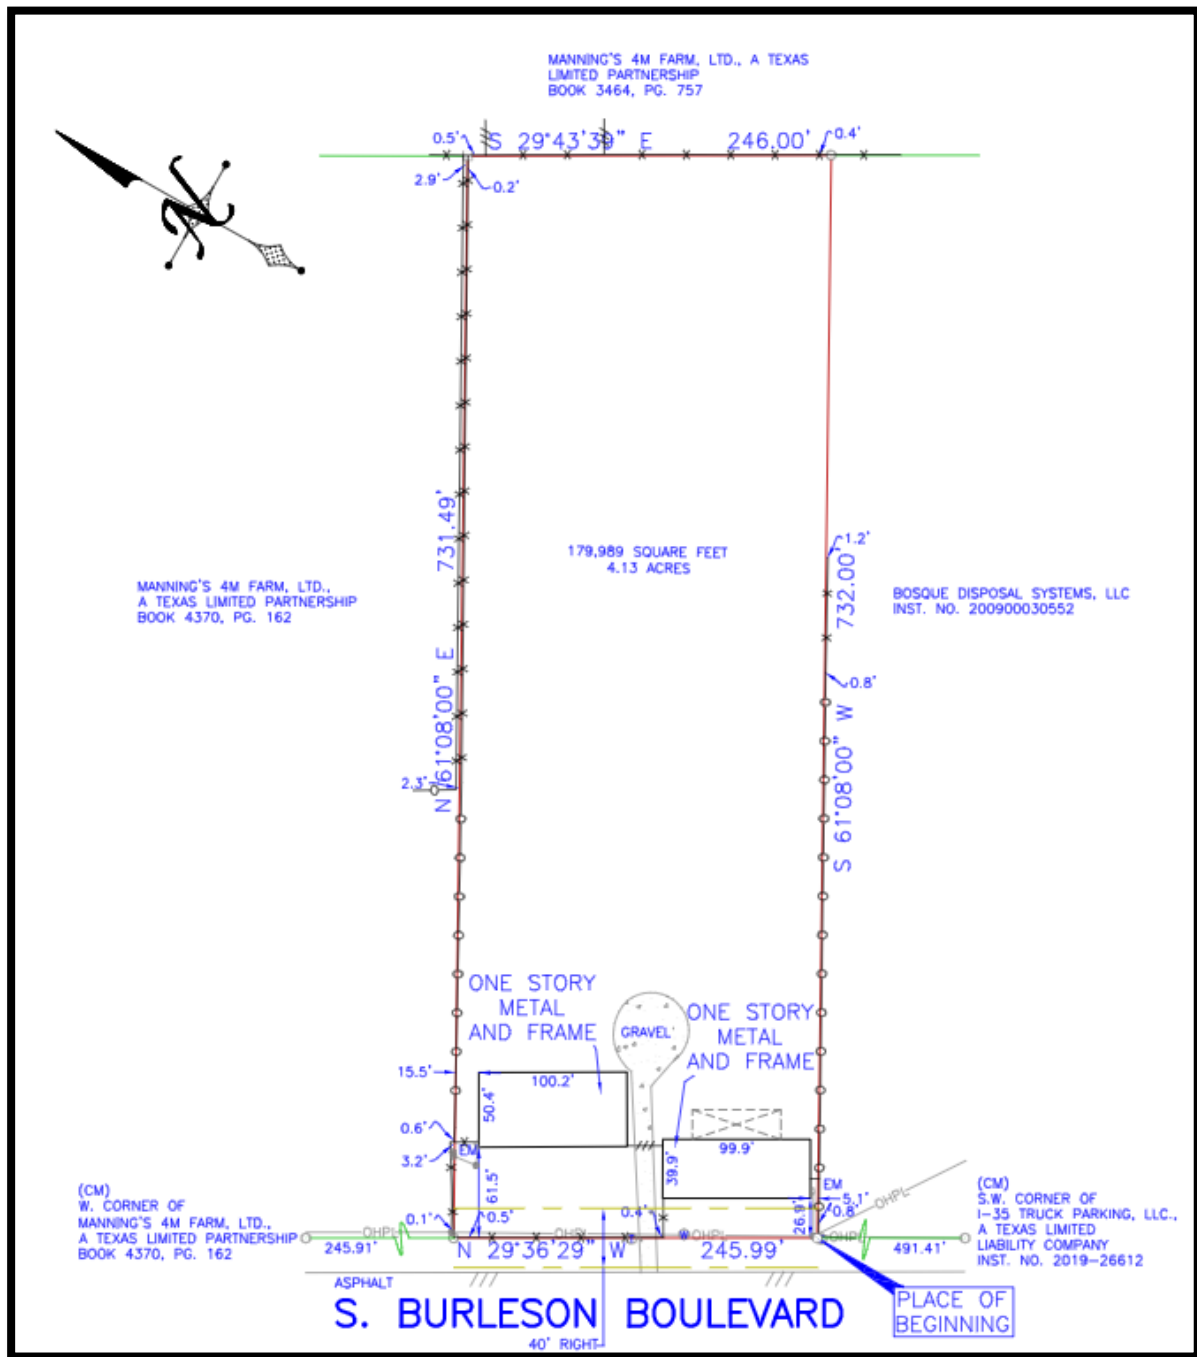 MANNING'S 4M FARM, LTD., A TEXAS
LIMITED PARTNERSHIP
BOOK 3464, PG. 757
0.5'
S 29°43'39" E
246.00'
0.4'
2.9'
0.2'
N
731.49'
N 61°08'00" E
179,989 SQUARE FEET
4.13 ACRES
1.2'
732.00'
S 61°08'00" W
MANNING'S 4M FARM, LTD.,
A TEXAS LIMITED PARTNERSHIP
BOOK 4370, PG. 162
BOSQUE DISPOSAL SYSTEMS, LLC
INST. NO. 200900030552
0.8'
2.3'
ONE STORY
METAL
AND FRAME
GRAVEL
ONE STORY
METAL
AND FRAME
15.5'
100.2'
50.4'
0.6'
EM
3.2'
61.5'
99.9'
39.9'
EM
5.1'
0.8'
26.9'
OHPL
(CM)
W. CORNER OF
MANNING'S 4M FARM, LTD.,
A TEXAS LIMITED PARTNERSHIP
BOOK 4370, PG. 162
(CM)
S.W. CORNER OF
I-35 TRUCK PARKING, LLC.,
A TEXAS LIMITED
LIABILITY COMPANY
INST. NO. 2019-26612
0.1'
0.5'
0.4'
OHPL
OHPL
W
OHPL
OHPL
245.91'
N 29°36'29" W
245.99'
491.41'
ASPHALT
S. BURLESON BOULEVARD
40' RIGHT
PLACE OF
BEGINNING